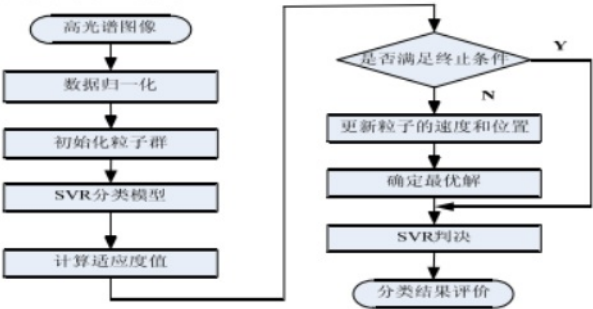 高光谱图像
数据归一化
初始化粒子群
SVR分类模型
计算适应度值
是否满足终止条件
Y
N
更新粒子的速度和位置
确定最优解
SVR判决
分类结果评价